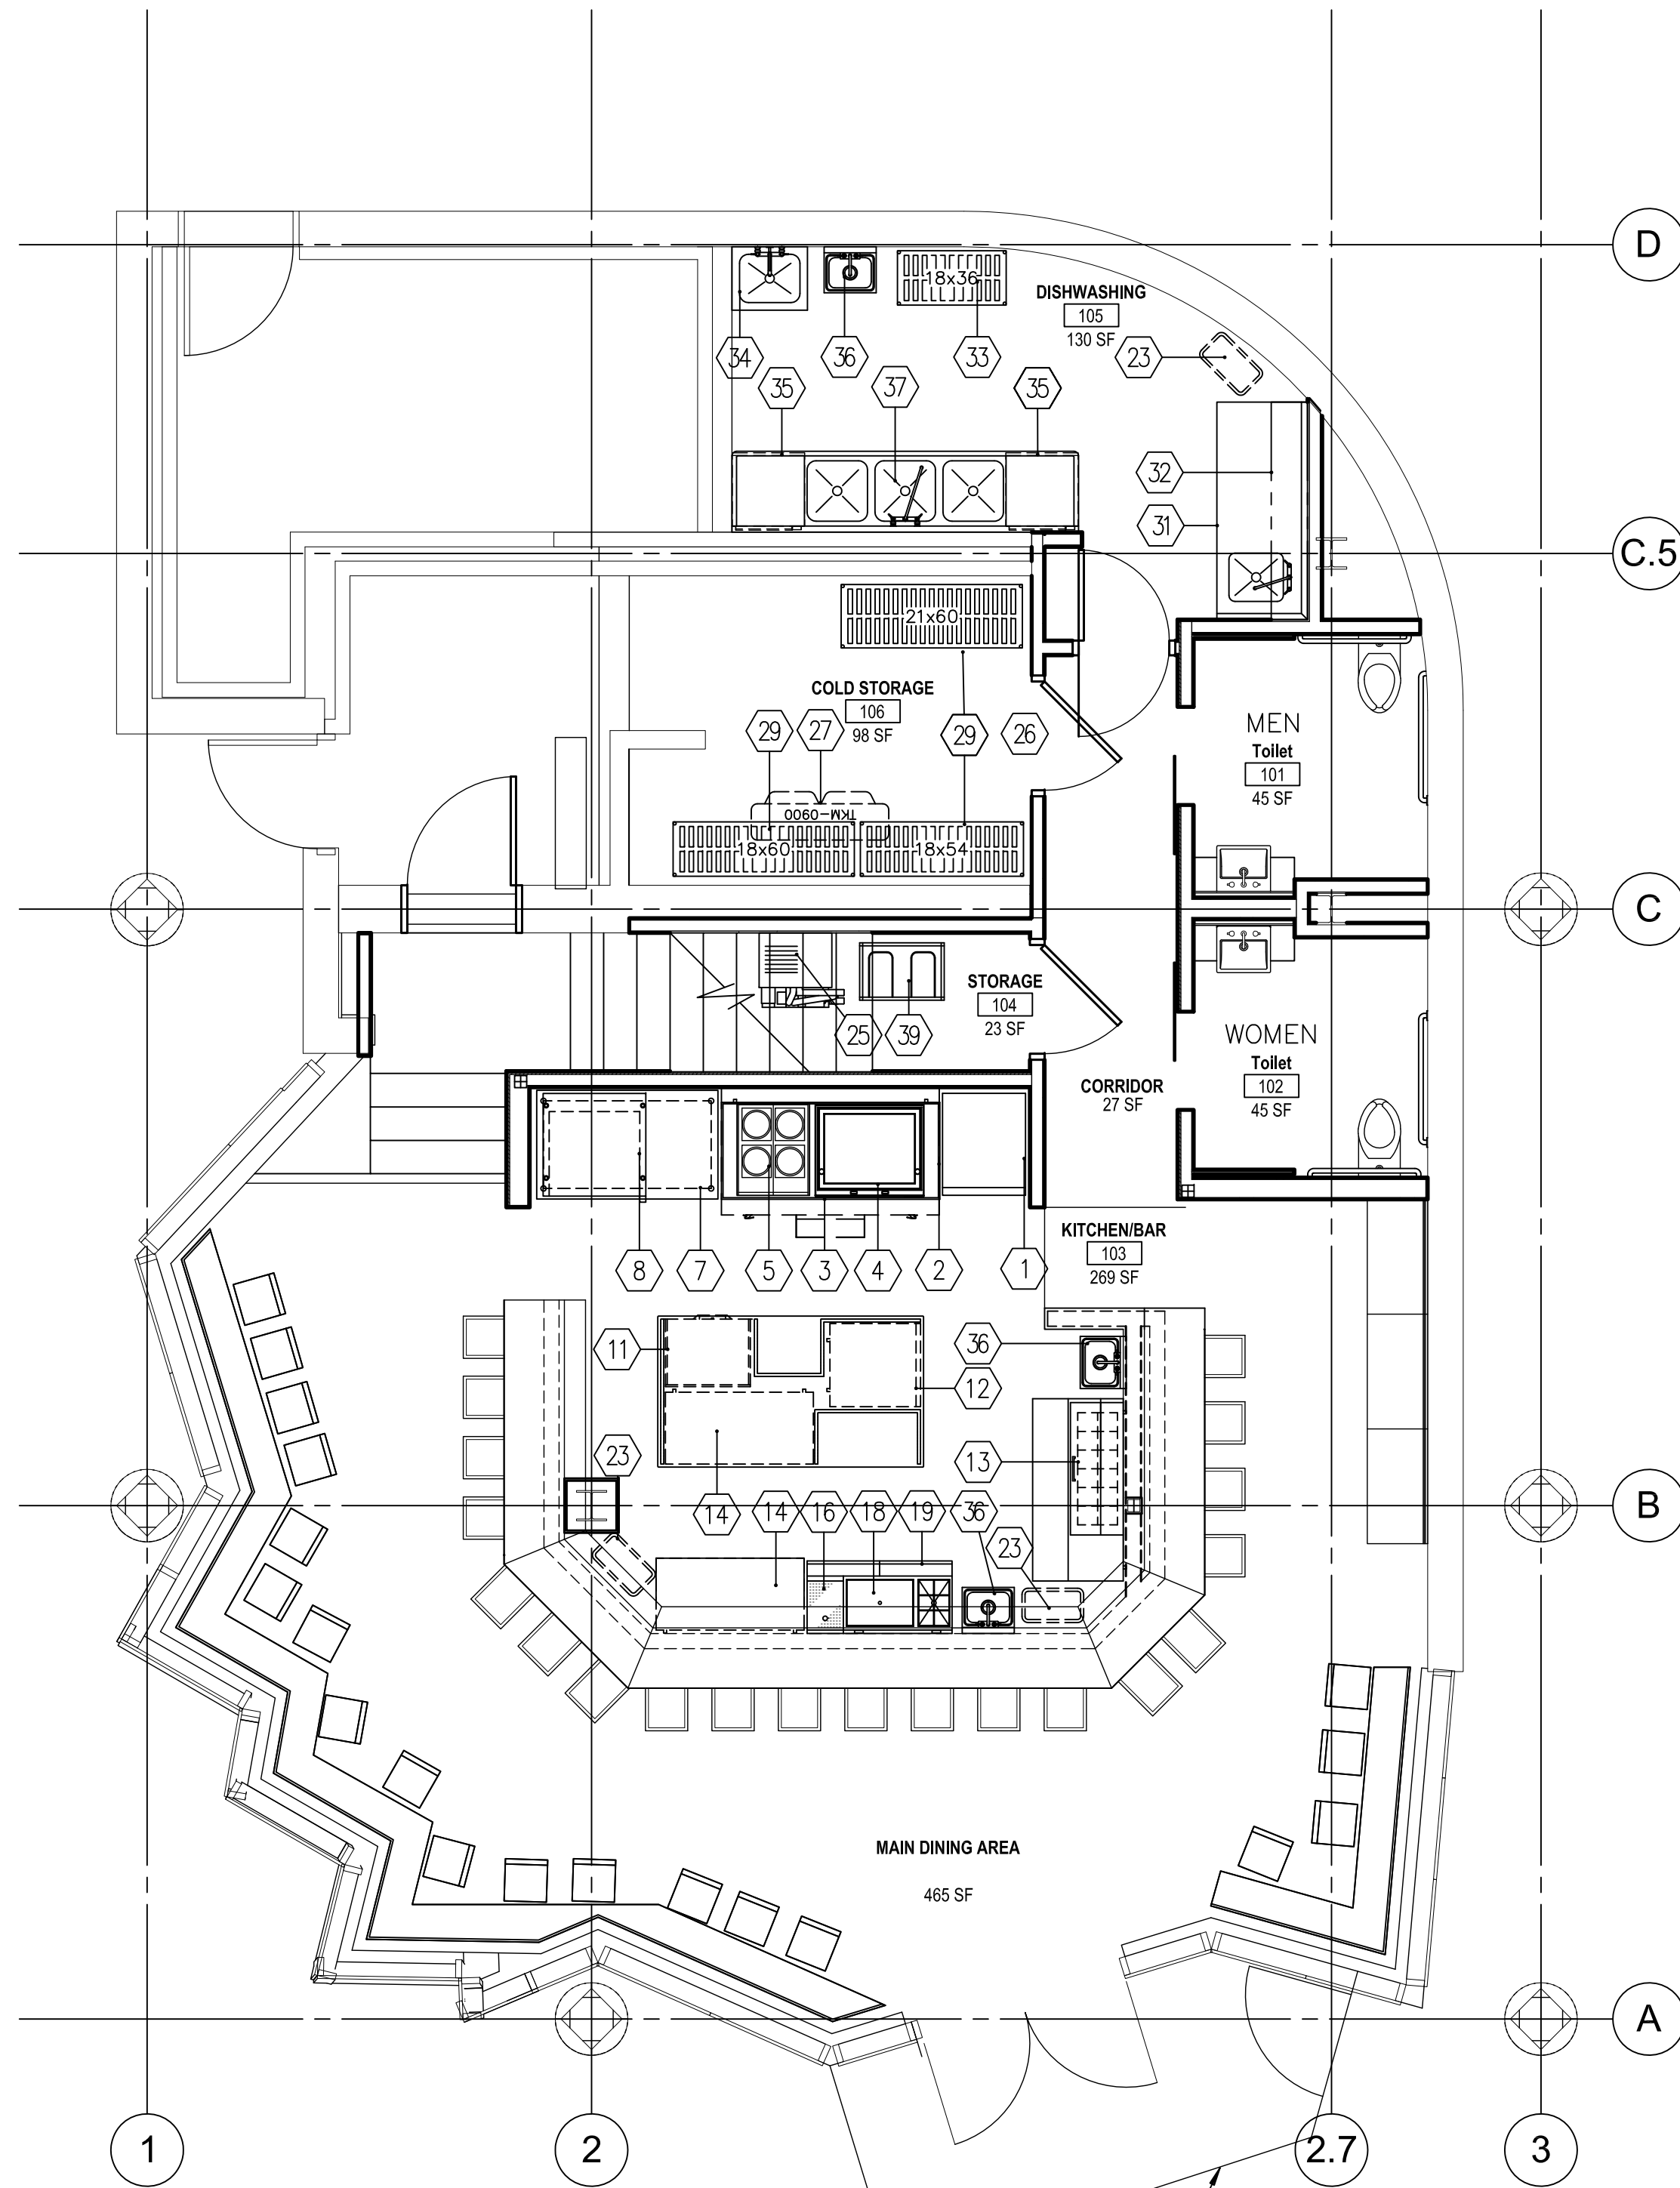 D
18x36
DISHWASHING
105
130 SF
34
36
33
23
35
37
35
32
31
C.5
21x60
COLD STORAGE
106
98 SF
29
27
29
26
MEN
Toilet
101
45 SF
TKM-0900
18x60
18x54
C
STORAGE
104
23 SF
25
39
WOMEN
Toilet
102
45 SF
CORRIDOR
27 SF
KITCHEN/BAR
103
269 SF
8
7
5
3
4
2
1
11
36
12
23
13
14
14
16
18
19
36
B
23
MAIN DINING AREA
465 SF
A
1
2
2.7
3